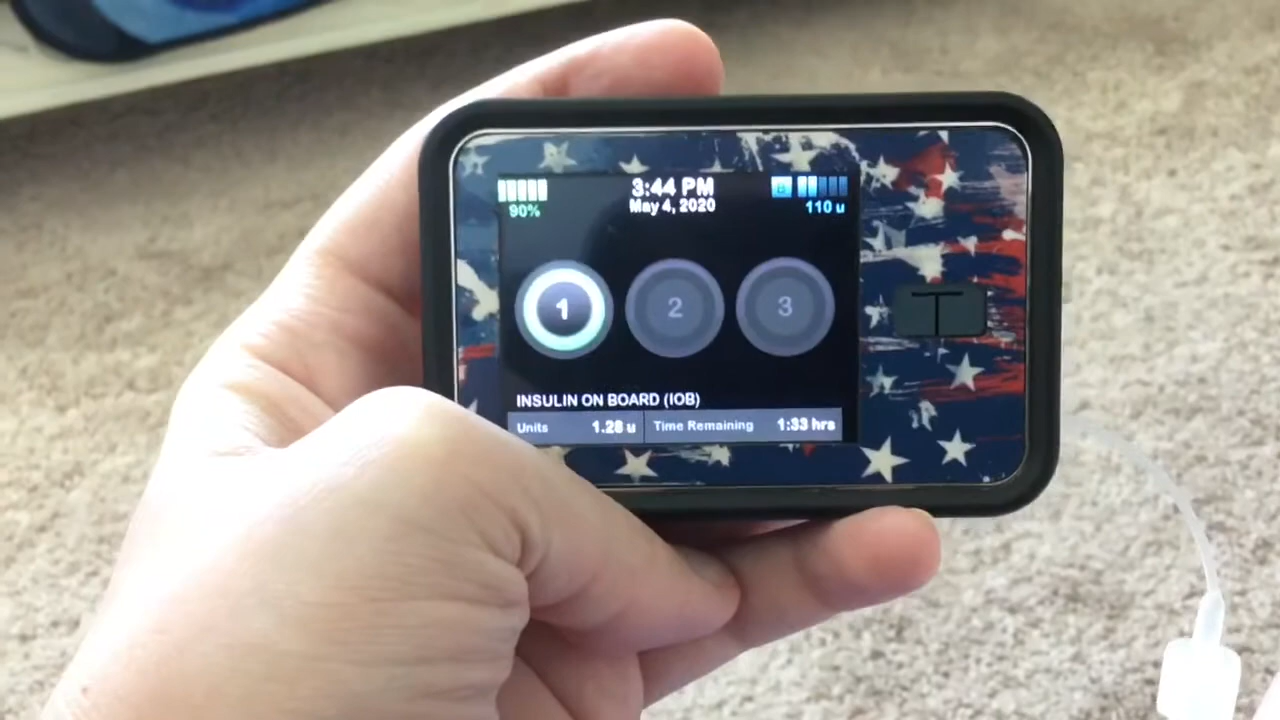 3:44 PM
May 4, 2020
90%
B
110 u
1
2
3
INSULIN ON BOARD (IOB)
Units 1.28 u Time Remaining 1:33 hrs
T